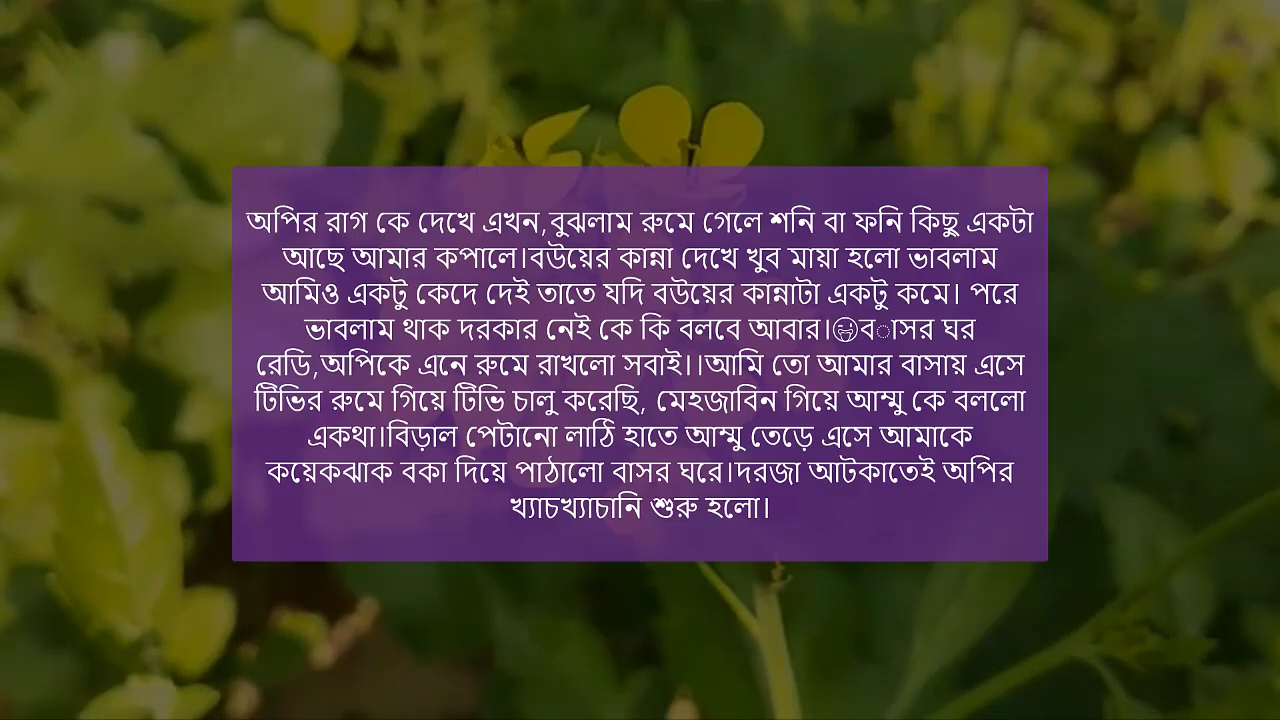 অপির রাগ কে দেখে এখন,বুঝলাম রুমে গেলে শনি বা ফনি কিছু একটা
আছে আমার কপালে।বউয়ের কান্না দেখে খুব মায়া হলো ভাবলাম
আমিও একটু কেদে দেই তাতে যদি বউয়ের কান্নাটা একটু কমে। পরে
ভাবলাম থাক দরকার নেই কে কি বলবে আবার।😀বাসর ঘর
রেডি,অপিকে এনে রুমে রাখলো সবাই।।আমি তো আমার বাসায় এসে
টিভির রুমে গিয়ে টিভি চালু করেছি, মেহজাবিন গিয়ে আম্মু কে বললো
একথা।বিড়াল পেটানো লাঠি হাতে আম্মু তেড়ে এসে আমাকে
কয়েকঝাক বকা দিয়ে পাঠালো বাসর ঘরে।দরজা আটকাতেই অপির
খ্যাচখ্যাচানি শুরু হলো।